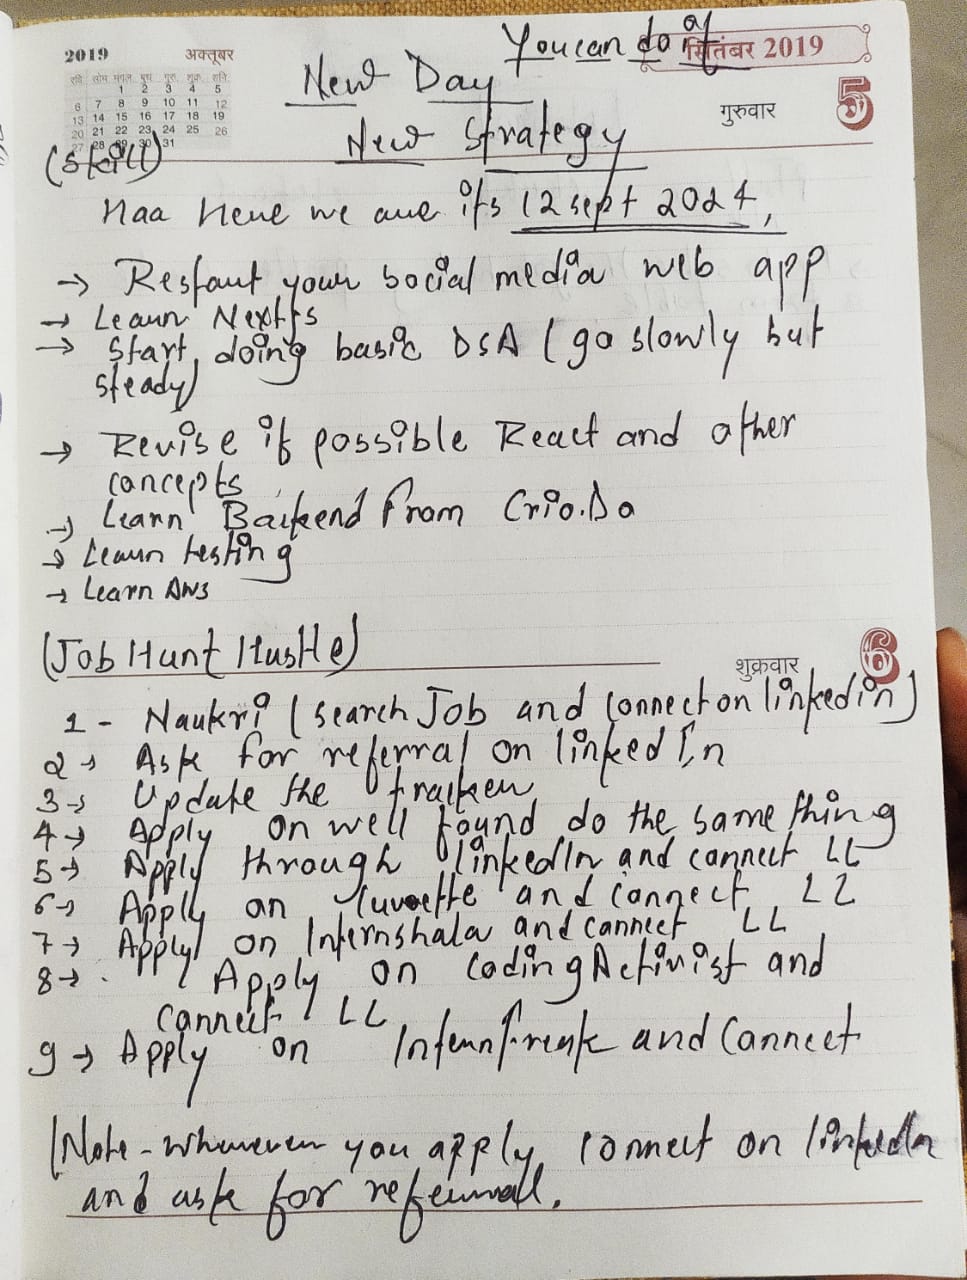 You can do it
2019 अक्तूबर
सितंबर 2019
रवि सोम मंगल बुध गुरु शुक्र शनि
1 2 3 4 5
6 7 8 9 10 11 12
13 14 15 16 17 18 19
20 21 22 23 24 25 26
27 28 29 30 31
New Day
गुरुवार 5
New Strategy
(Skill)
Haa Here we are its 12 sept 2024,
→ Restart your social media web app
→ Learn Nextjs
→ Start doing basic DSA (go slowly but
steady)
→ Revise if possible React and other
concepts
→ Learn Backend from Crio.Do
→ Learn testing
→ Learn AWS
(Job Hunt Hustle)
शुक्रवार 6
1 - Naukri (search Job and connect on linkedin)
2 → Ask for referral on linked In
3 → Update the tracker
4 → Apply on well found do the same thing
5 → Apply through linkedIn and connect LL
6 → Apply on Cuvette and connect LL
7 → Apply on Internshala and connect LL
8 → Apply on CodingActivist and
connect LL
9 → Apply on Internfreak and Connect
(Note - whenever you apply, connect on linkedIn
and ask for referral.